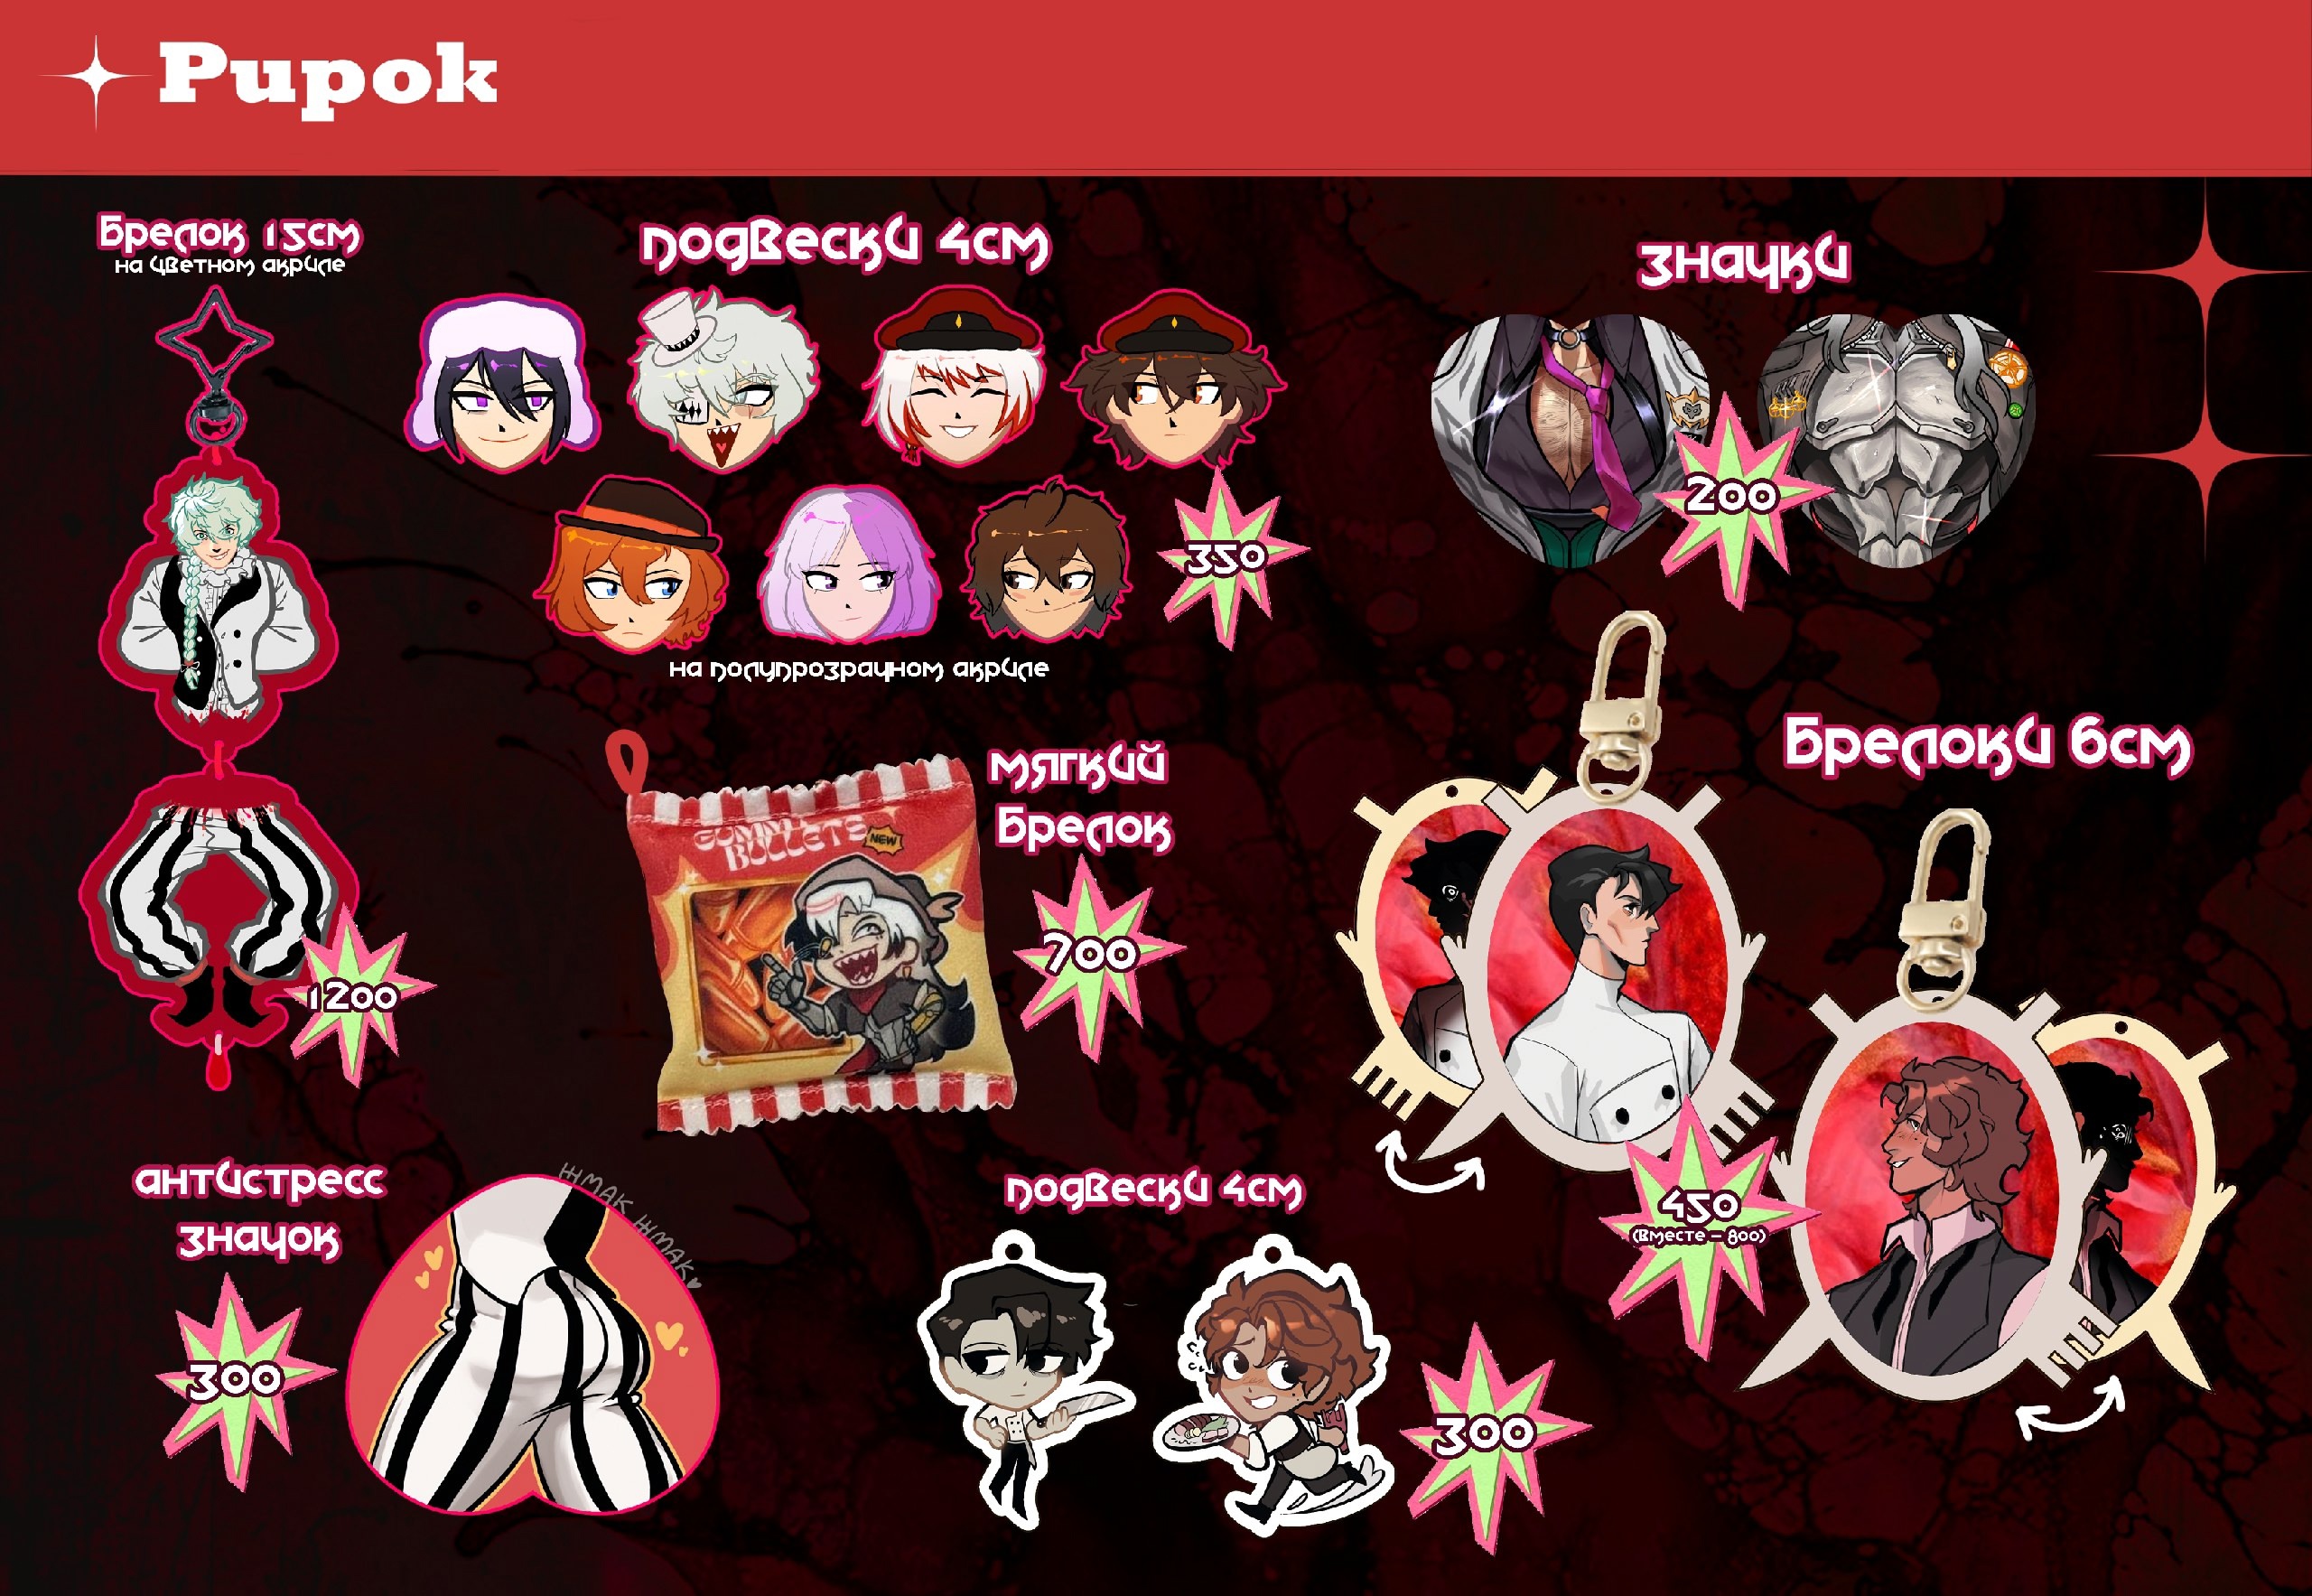 Pupok
Брелок 15см
на цветном акриле
1200
подвески 4см
350
на полупрозрачном акриле
значки
200
мягкий
Брелок
700
GUMMY
BULLETS
NEW
Брелоки 6см
450
(Вместе - 800)
антистресс
значок
300
ЖМАК ЖМАК
подвески 4см
300